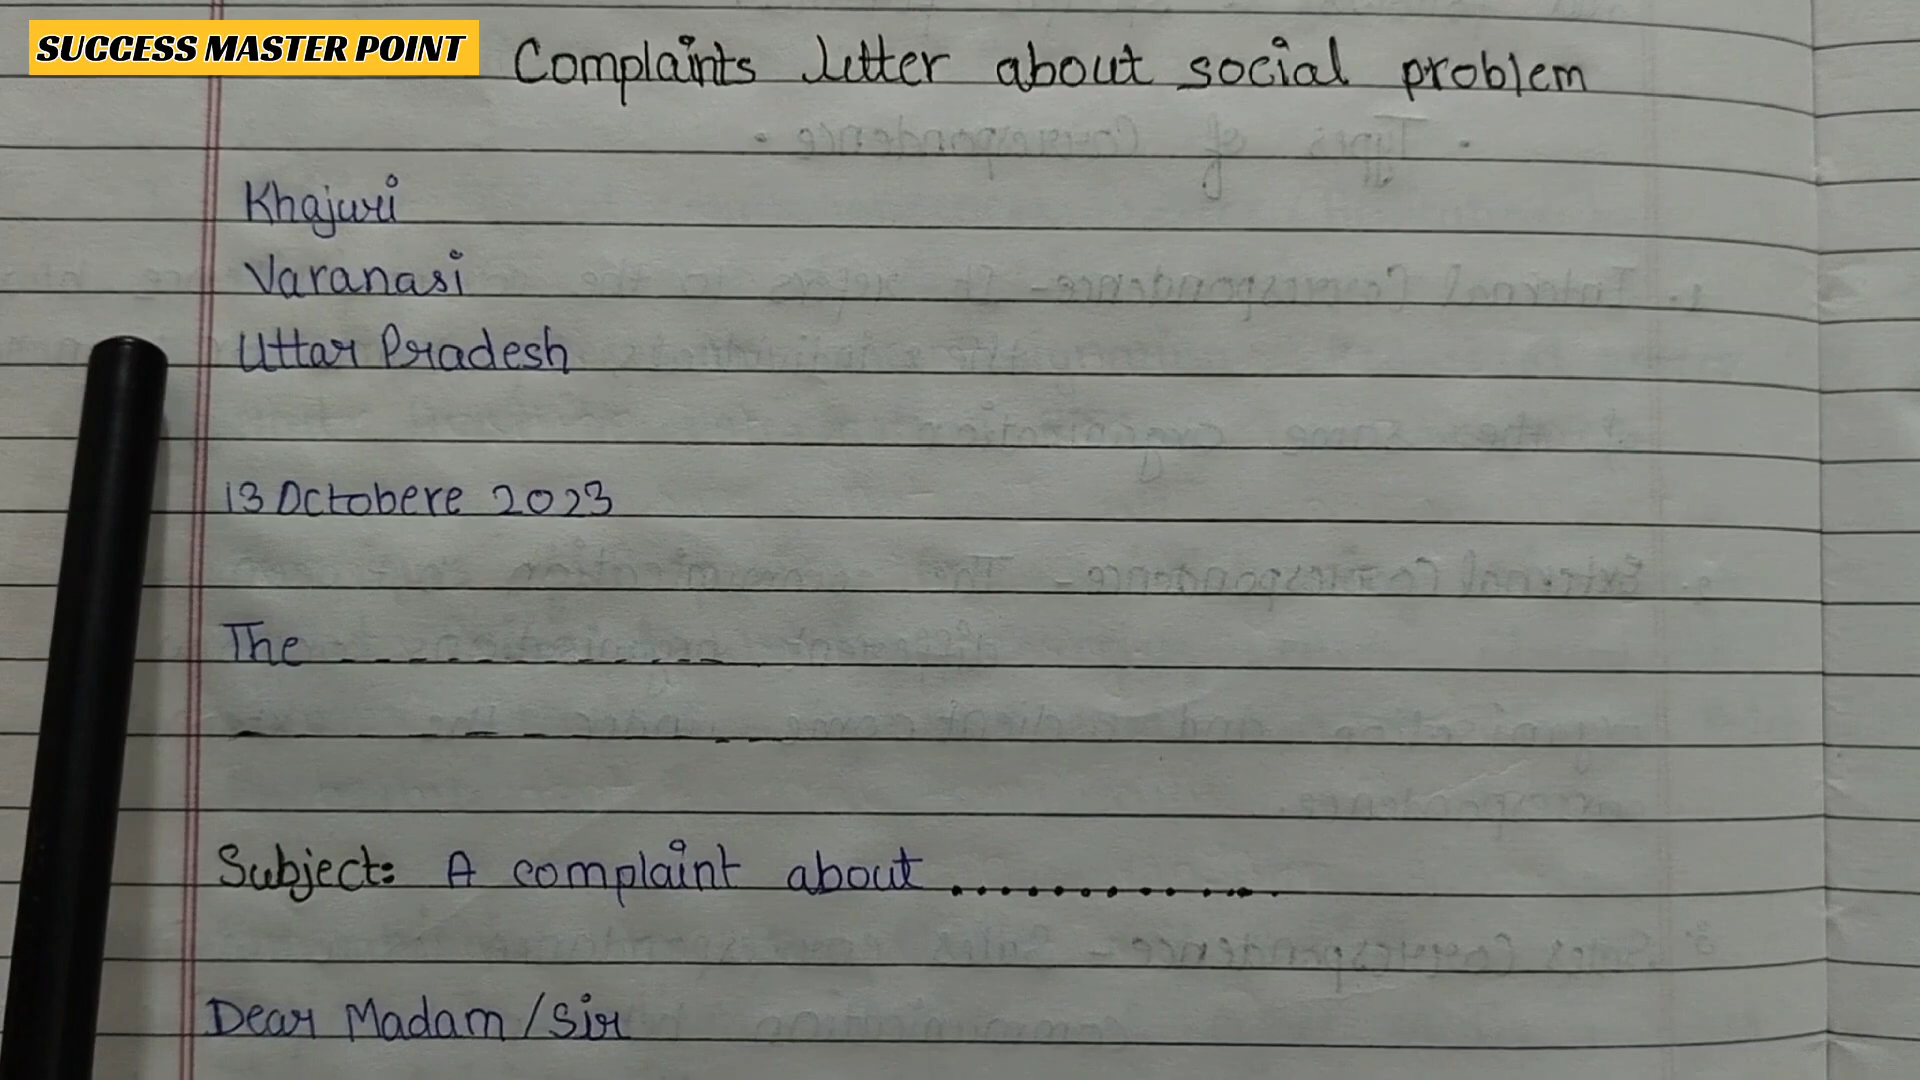 SUCCESS MASTER POINT
Complaints letter about social problem
Khajuri
Varanasi
Uttar Pradesh
13 Octobere 2023
The _ _ _ _ _ _ _ _ _ _ _ _
_ _ _ _ _ _ _ _ _ _ _ _
Subject: A complaint about ..............
Dear Madam / Sir